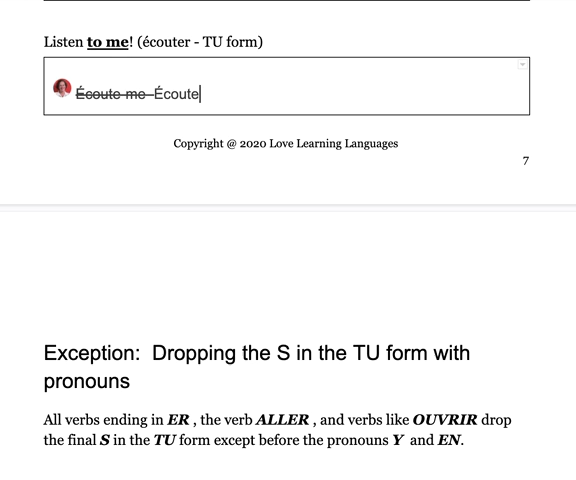 Listen to me! (écouter - TU form)
Écoute-me Écoute
Copyright @ 2020 Love Learning Languages
7
Exception:  Dropping the S in the TU form with
pronouns
All verbs ending in ER , the verb ALLER , and verbs like OUVRIR drop
the final S in the TU form except before the pronouns Y and EN.